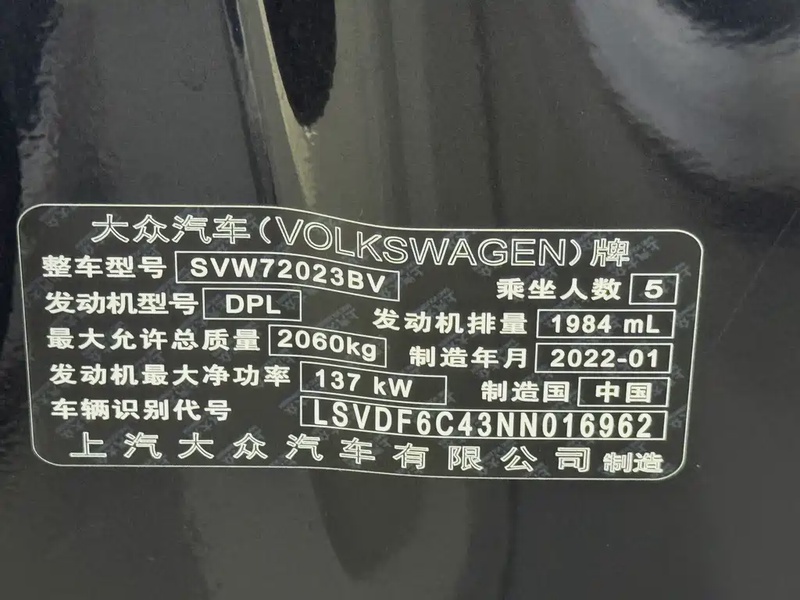 大众汽车(VOLKSWAGEN)牌
整车型号 SVW72023BV 乘坐人数 5
发动机型号 DPL 发动机排量 1984 mL
最大允许总质量 2060kg 制造年月 2022-01
发动机最大净功率 137 kW 制造国 中国
车辆识别代号 LSVDF6C43NN016962
上汽大众汽车有限公司 制造